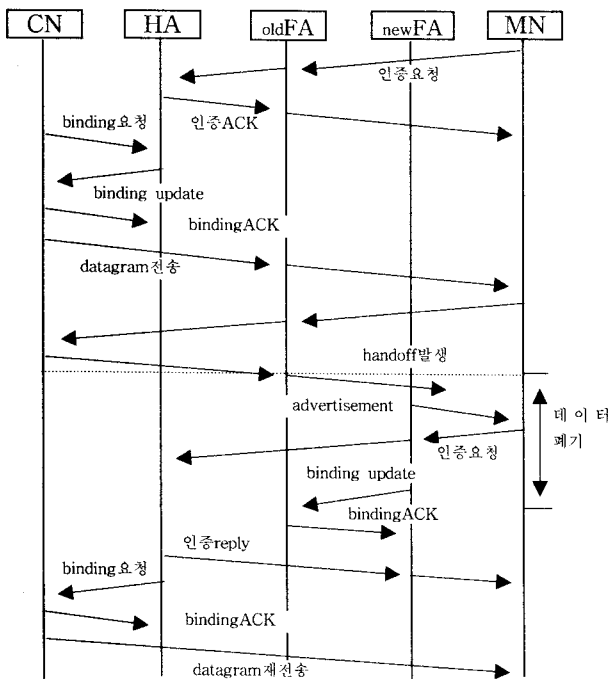 CN HA oldFA newFA MN
인증요청
binding요청 인증ACK
binding update
bindingACK
datagram전송
handoff발생
advertisement
데 이 터
폐기
인증요청
binding update
bindingACK
인증reply
binding요청
bindingACK
datagram재전송